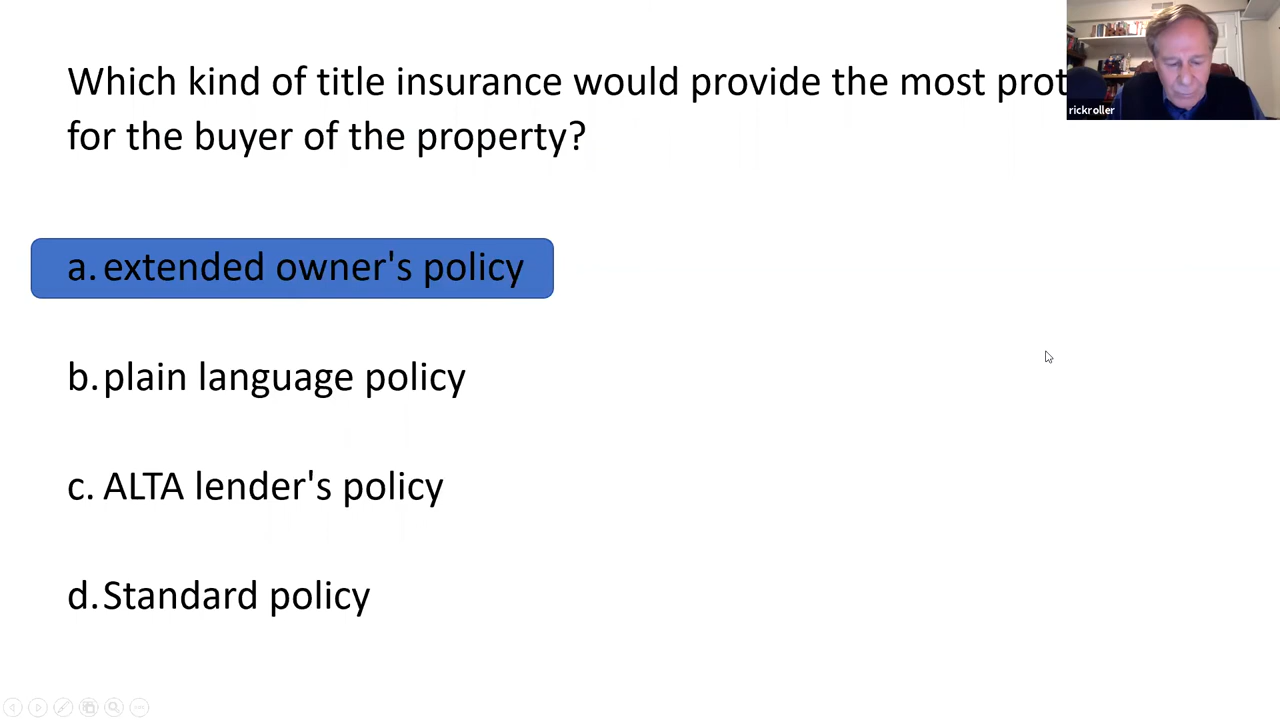 Which kind of title insurance would provide the most prot
for the buyer of the property?
rickroller
a. extended owner's policy
b. plain language policy
c. ALTA lender's policy
d. Standard policy